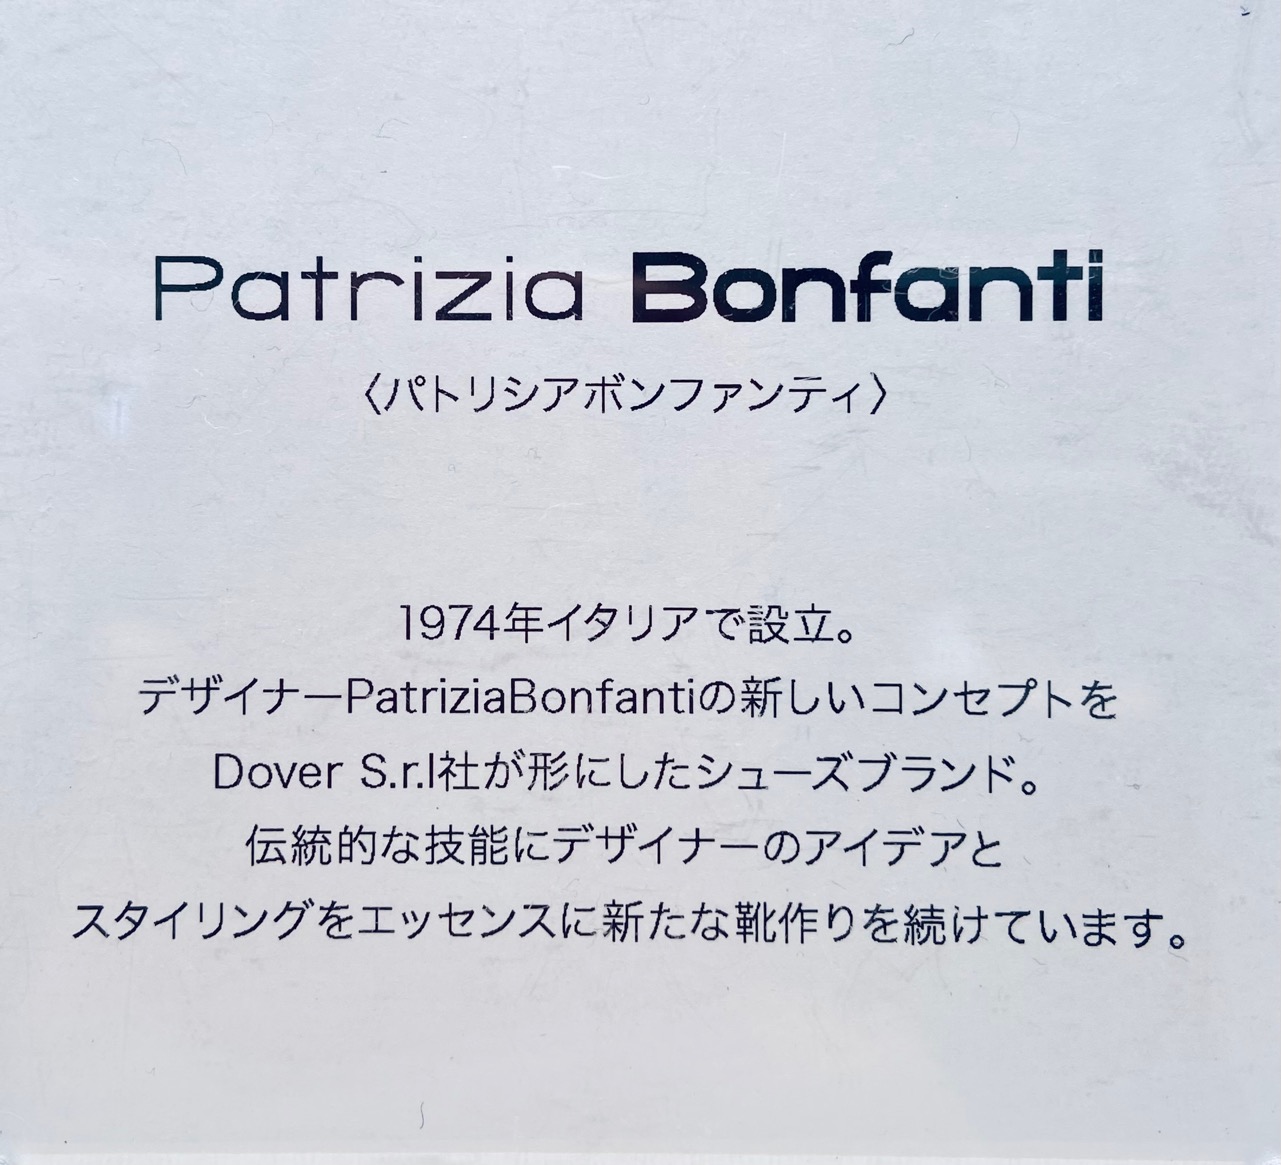 Patrizia Bonfanti
〈パトリシアボンファンティ〉
1974年イタリアで設立。
デザイナーPatriziaBonfantiの新しいコンセプトを
Dover S.r.l社が形にしたシューズブランド。
伝統的な技能にデザイナーのアイデアと
スタイリングをエッセンスに新たな靴作りを続けています。